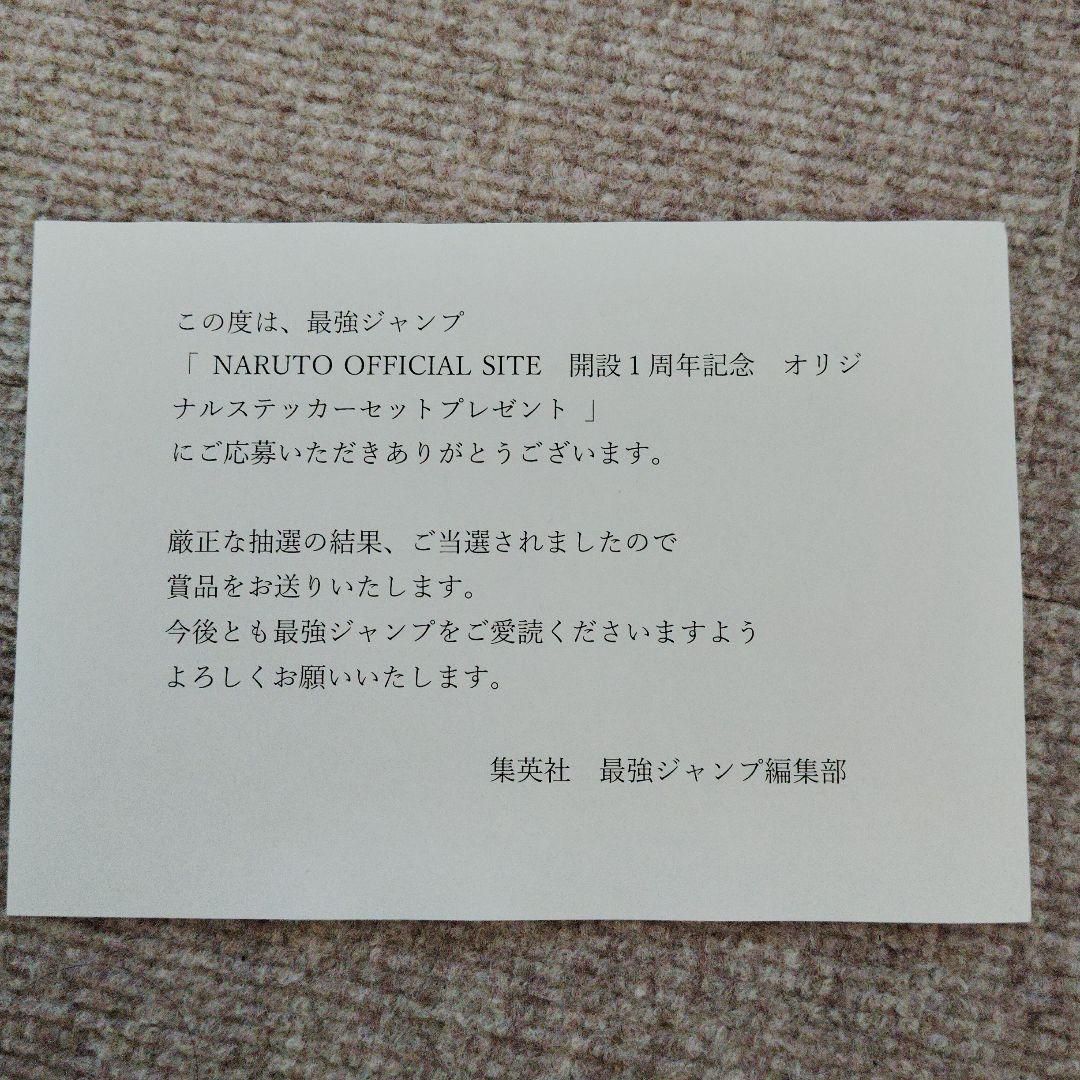 この度は、最強ジャンプ
「 NARUTO OFFICIAL SITE　開設１周年記念　オリジ
ナルステッカーセットプレゼント 」
にご応募いただきありがとうございます。
厳正な抽選の結果、ご当選されましたので
賞品をお送りいたします。
今後とも最強ジャンプをご愛読くださいますよう
よろしくお願いいたします。
集英社　最強ジャンプ編集部